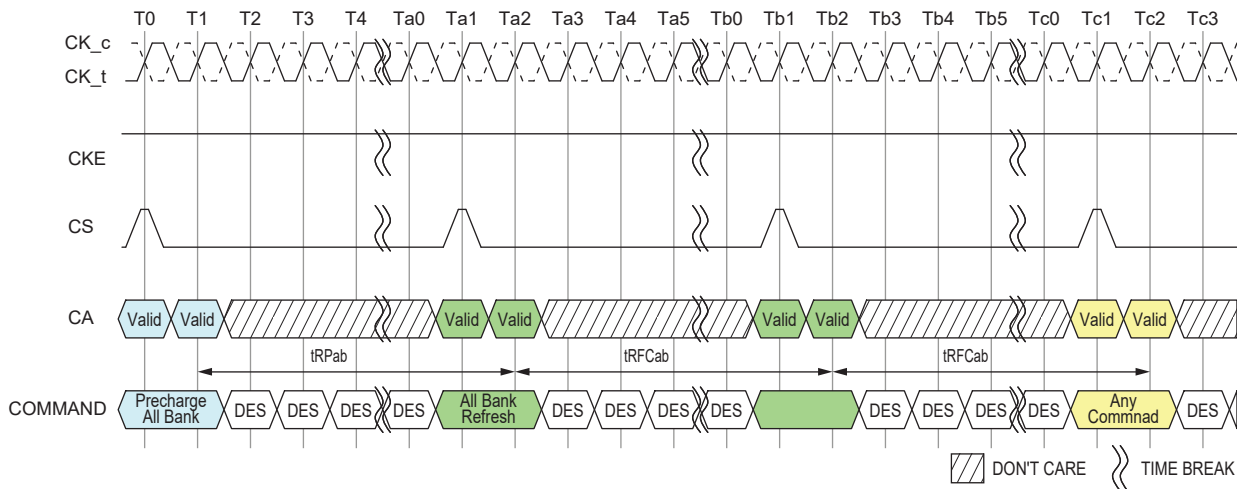 T0 T1 T2 T3 T4 Ta0 Ta1 Ta2 Ta3 Ta4 Ta5 Tb0 Tb1 Tb2 Tb3 Tb4 Tb5 Tc0 Tc1 Tc2 Tc3
CK_c
CK_t
CKE
CS
CA Valid Valid Valid Valid Valid Valid Valid Valid
tRPab tRFCab tRFCab
COMMAND Precharge All Bank DES DES DES DES All Bank Refresh DES DES DES DES DES DES DES DES Any Commnad DES
DON'T CARE TIME BREAK